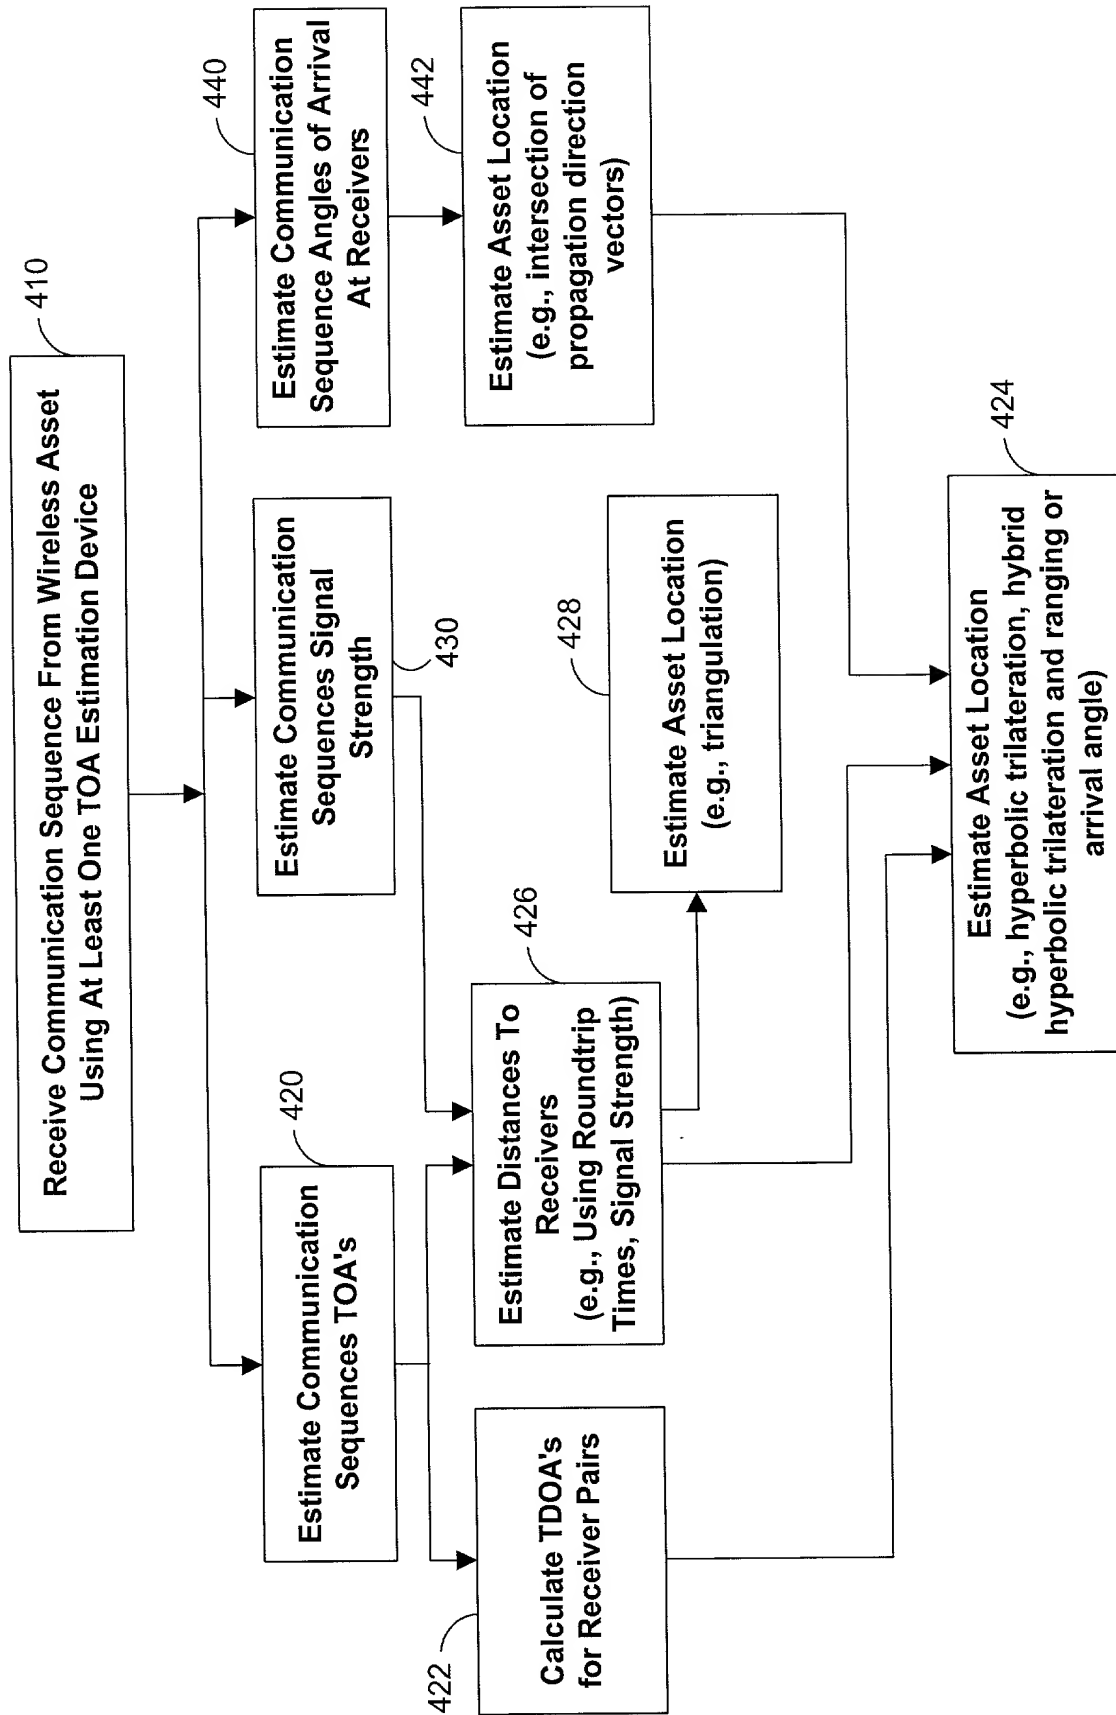 Receive Communication Sequence From Wireless Asset
Using At Least One TOA Estimation Device
410
Estimate Communication
Sequences TOA's
420
Estimate Communication
Sequences Signal
Strength
430
Estimate Communication
Sequence Angles of Arrival
At Receivers
440
Calculate TDOA's
for Receiver Pairs
422
Estimate Distances To
Receivers
(e.g., Using Roundtrip
Times, Signal Strength)
426
Estimate Asset Location
(e.g., triangulation)
428
Estimate Asset Location
(e.g., intersection of
propagation direction
vectors)
442
Estimate Asset Location
(e.g., hyperbolic trilateration, hybrid
hyperbolic trilateration and ranging or
arrival angle)
424